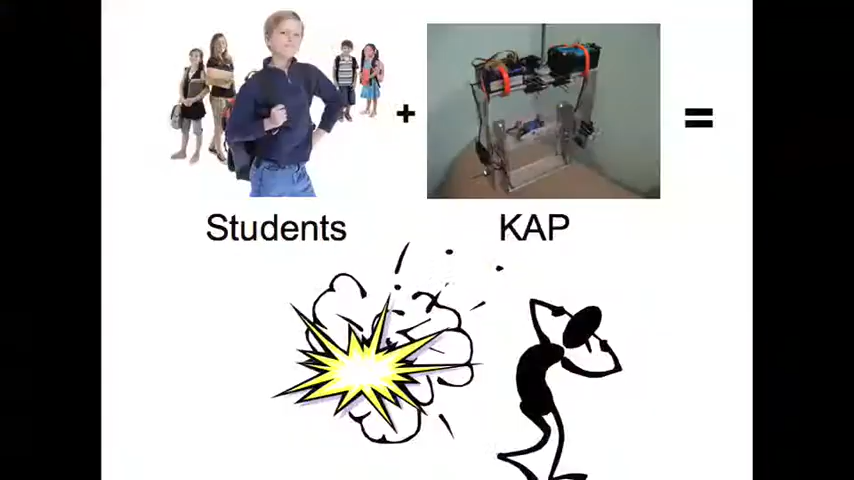 +
=
Students
KAP